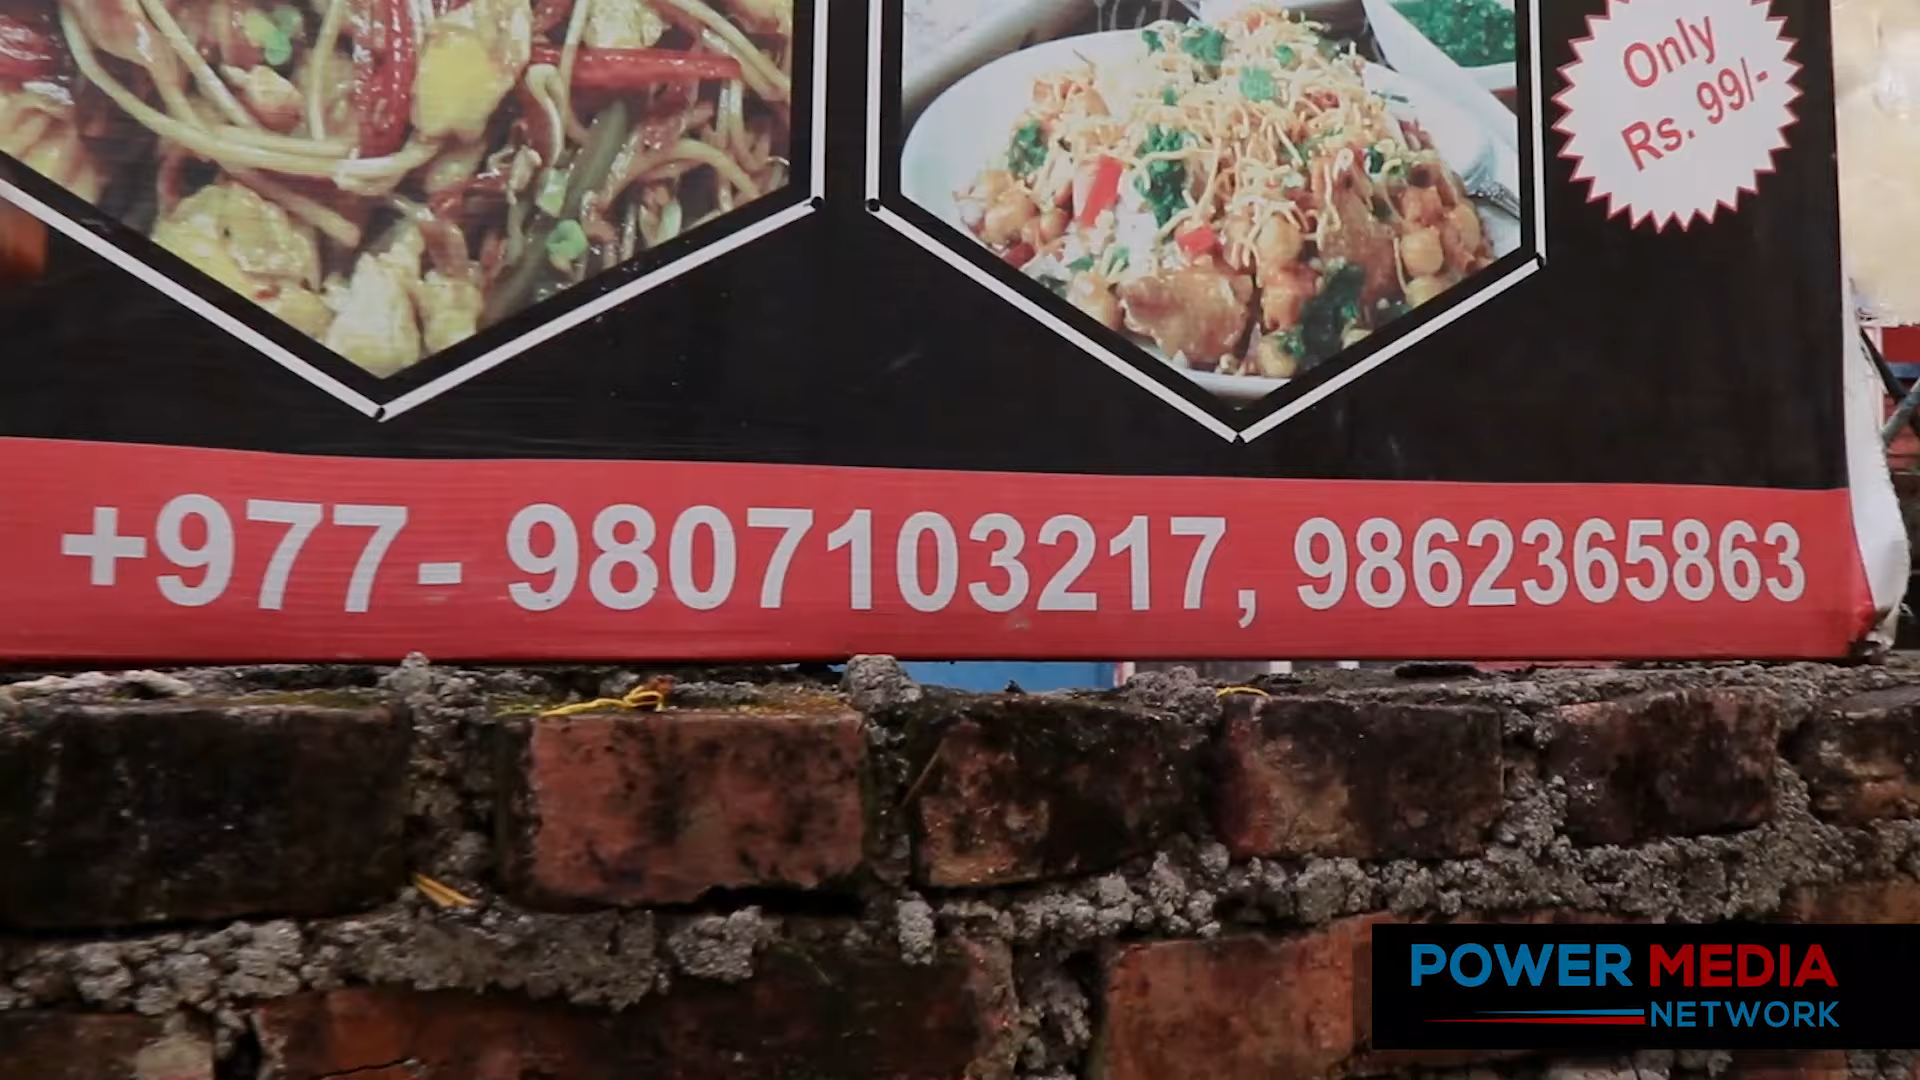 Only
Rs. 99/-
+977- 9807103217, 9862365863
POWER MEDIA
NETWORK